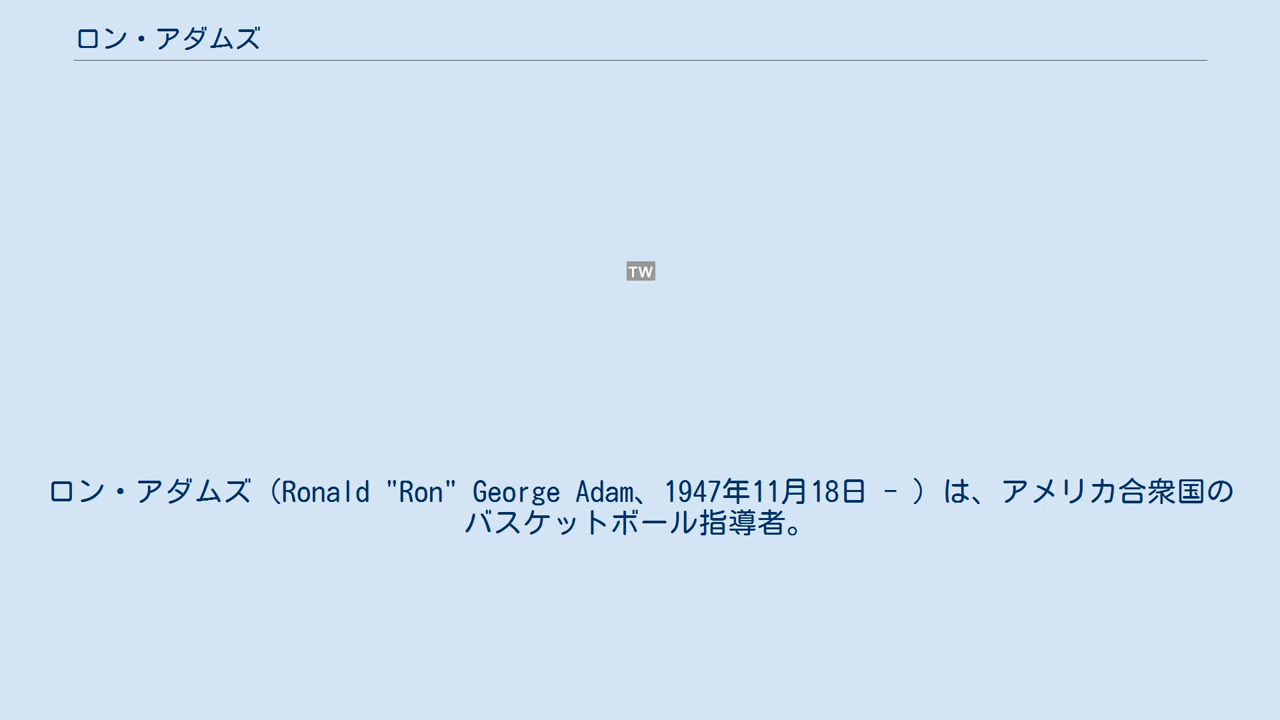 ロン・アダムズ
TW
ロン・アダムズ（Ronald "Ron" George Adam、1947年11月18日 - ）は、アメリカ合衆国の
バスケットボール指導者。